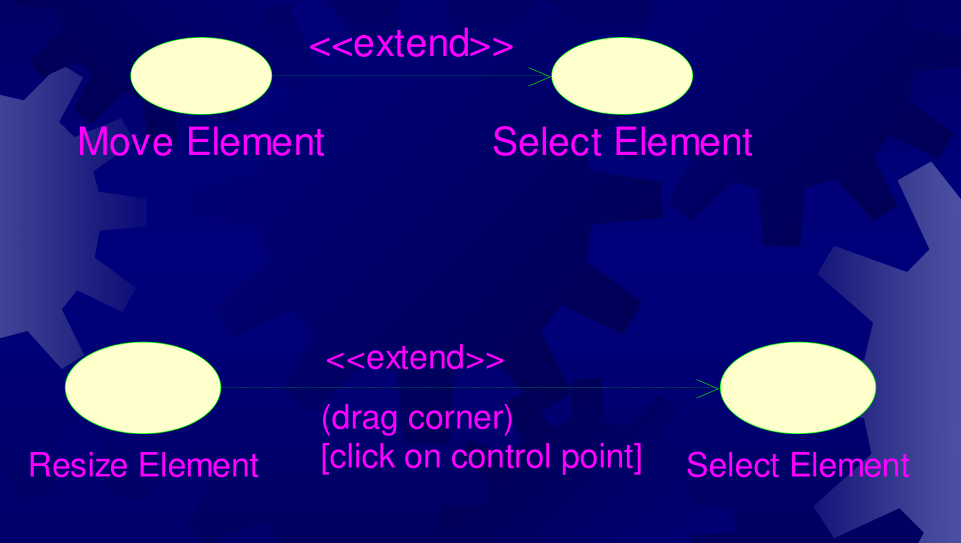 <<extend>>
Move Element
Select Element
<<extend>>
(drag corner)
[click on control point]
Resize Element
Select Element